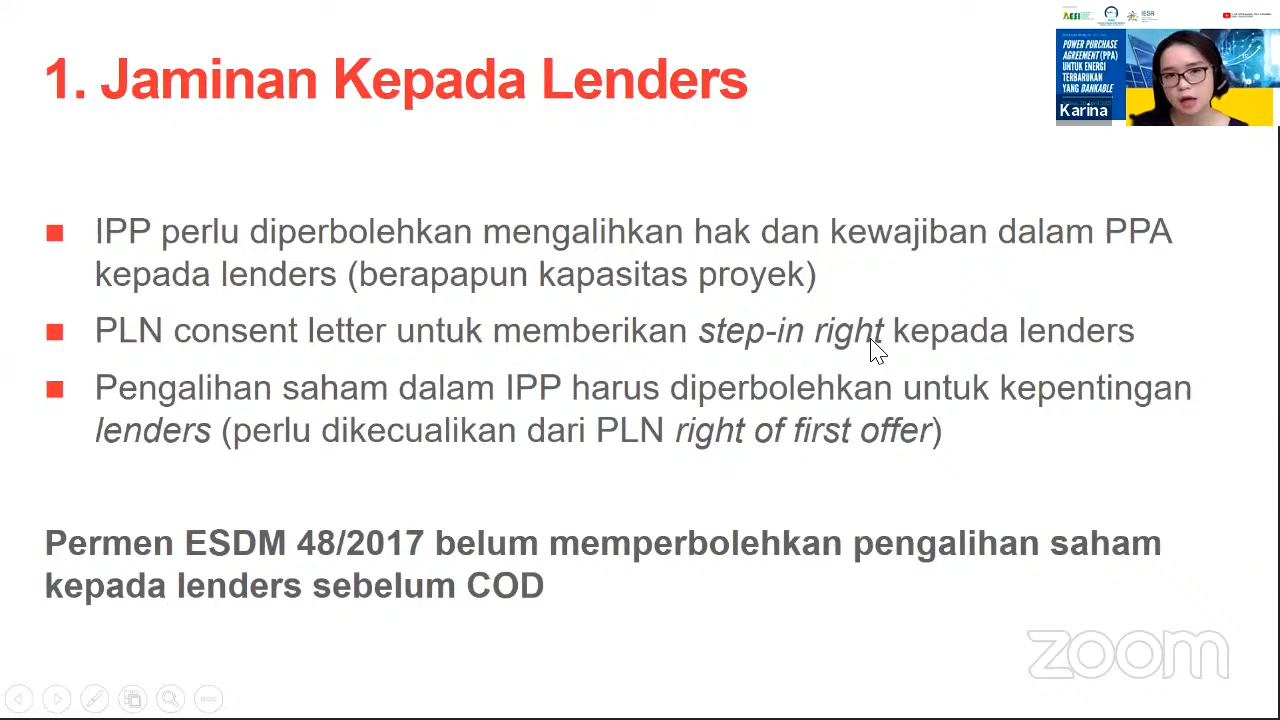 1. Jaminan Kepada Lenders
IESR
POWER PURCHASE
AGREEMENT (PPA)
UNTUK ENERGI
TERBARUKAN
YANG BANKABLE
Karina
IPP perlu diperbolehkan mengalihkan hak dan kewajiban dalam PPA
kepada lenders (berapapun kapasitas proyek)
PLN consent letter untuk memberikan step-in right kepada lenders
Pengalihan saham dalam IPP harus diperbolehkan untuk kepentingan
lenders (perlu dikecualikan dari PLN right of first offer)
Permen ESDM 48/2017 belum memperbolehkan pengalihan saham
kepada lenders sebelum COD
zoom